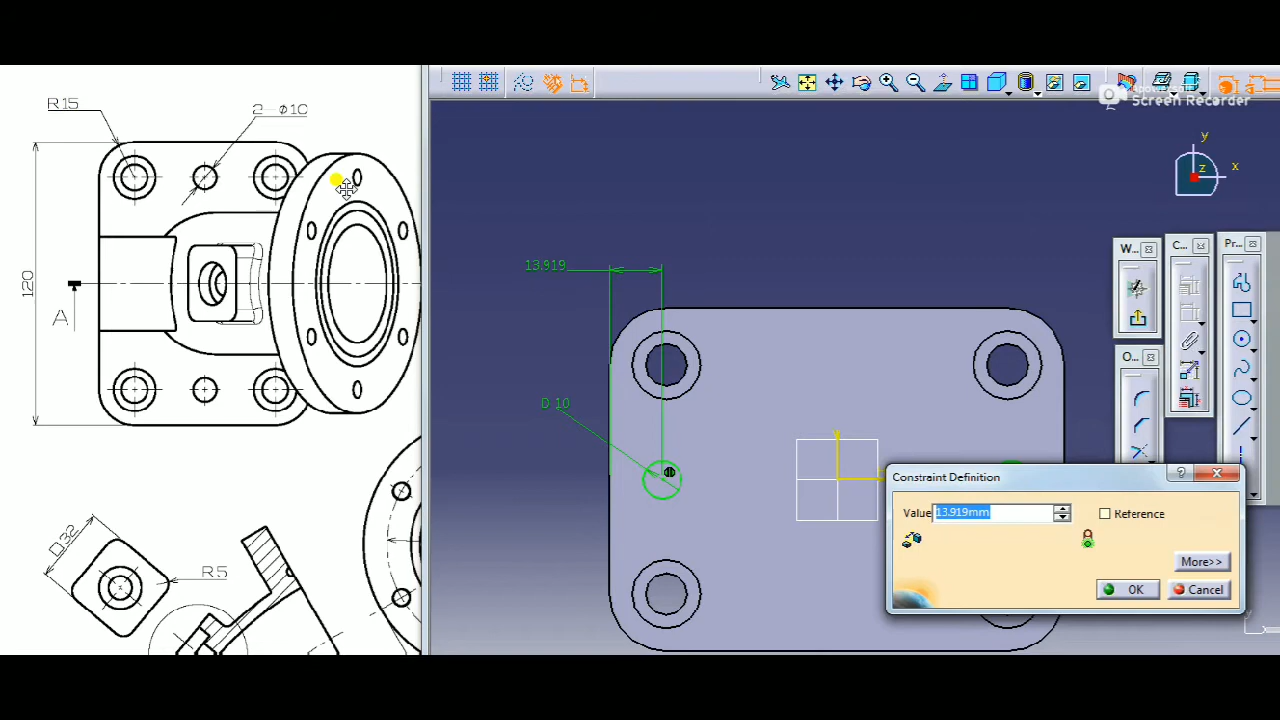 R15
2-⌀10
120
A
D32
R5
Screen Recorder
y
x
z
W...
C...
Pr...
O...
13.919
D 10
Constraint Definition
?
Value 13.919mm
Reference
More>>
OK
Cancel
y